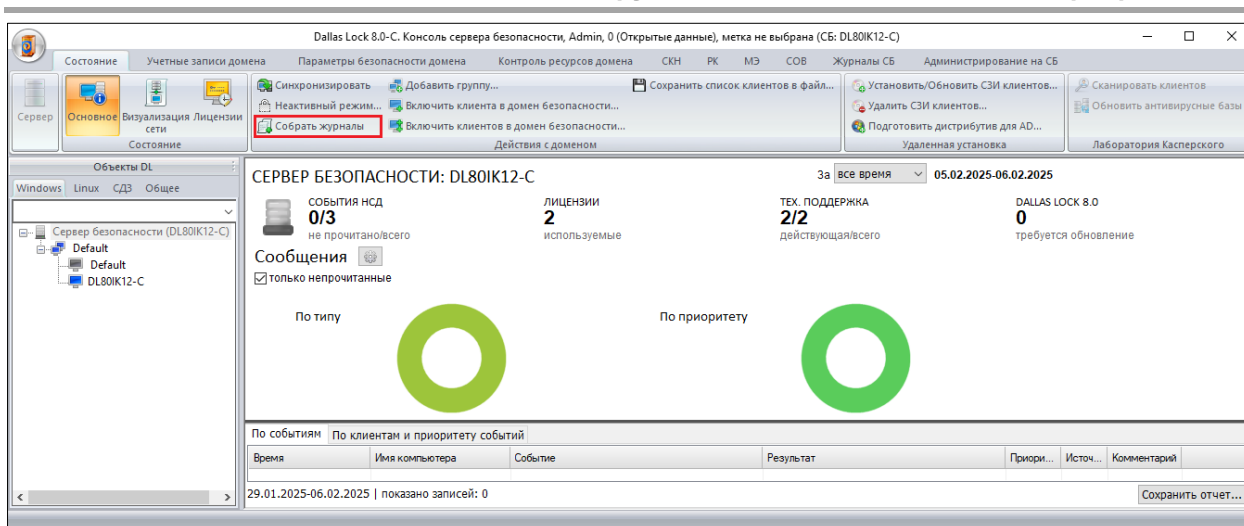 Dallas Lock 8.0-C. Консоль сервера безопасности, Admin, 0 (Открытые данные), метка не выбрана (СБ: DL80IK12-C)
Состояние Учетные записи домена Параметры безопасности домена Контроль ресурсов домена СКН РК МЭ СОВ Журналы СБ Администрирование на СБ
Сервер
Основное
Визуализация сети
Лицензии
Состояние
Синхронизировать Добавить группу... Сохранить список клиентов в файл...
Неактивный режим... Включить клиента в домен безопасности...
Собрать журналы Включить клиентов в домен безопасности...
Действия с доменом
Установить/Обновить СЗИ клиентов...
Удалить СЗИ клиентов...
Подготовить дистрибутив для AD...
Удаленная установка
Сканировать клиентов
Обновить антивирусные базы
Лаборатория Касперского
Объекты DL
Windows Linux СДЗ Общее
Сервер безопасности (DL80IK12-C)
Default
Default
DL80IK12-C
СЕРВЕР БЕЗОПАСНОСТИ: DL80IK12-C За все время 05.02.2025-06.02.2025
СОБЫТИЯ НСД ЛИЦЕНЗИИ ТЕХ. ПОДДЕРЖКА DALLAS LOCK 8.0
0/3 2 2/2 0
не прочитано/всего используемые действующая/всего требуется обновление
Сообщения
только непрочитанные
По типу По приоритету
По событиям По клиентам и приоритету событий
Время Имя компьютера Событие Результат Приори... Источ... Комментарий
29.01.2025-06.02.2025 | показано записей: 0 Сохранить отчет...